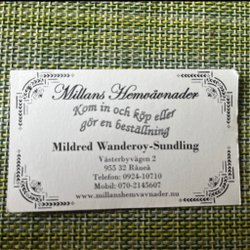 Millans Hemvävnader
Kom in och köp eller
gör en beställning
Mildred Wanderoy-Sundling
Västerbyvägen 2
955 32 Råneå
Telefon: 0924-10710
Mobil: 070-2145607
www.millanshemvavnader.nu